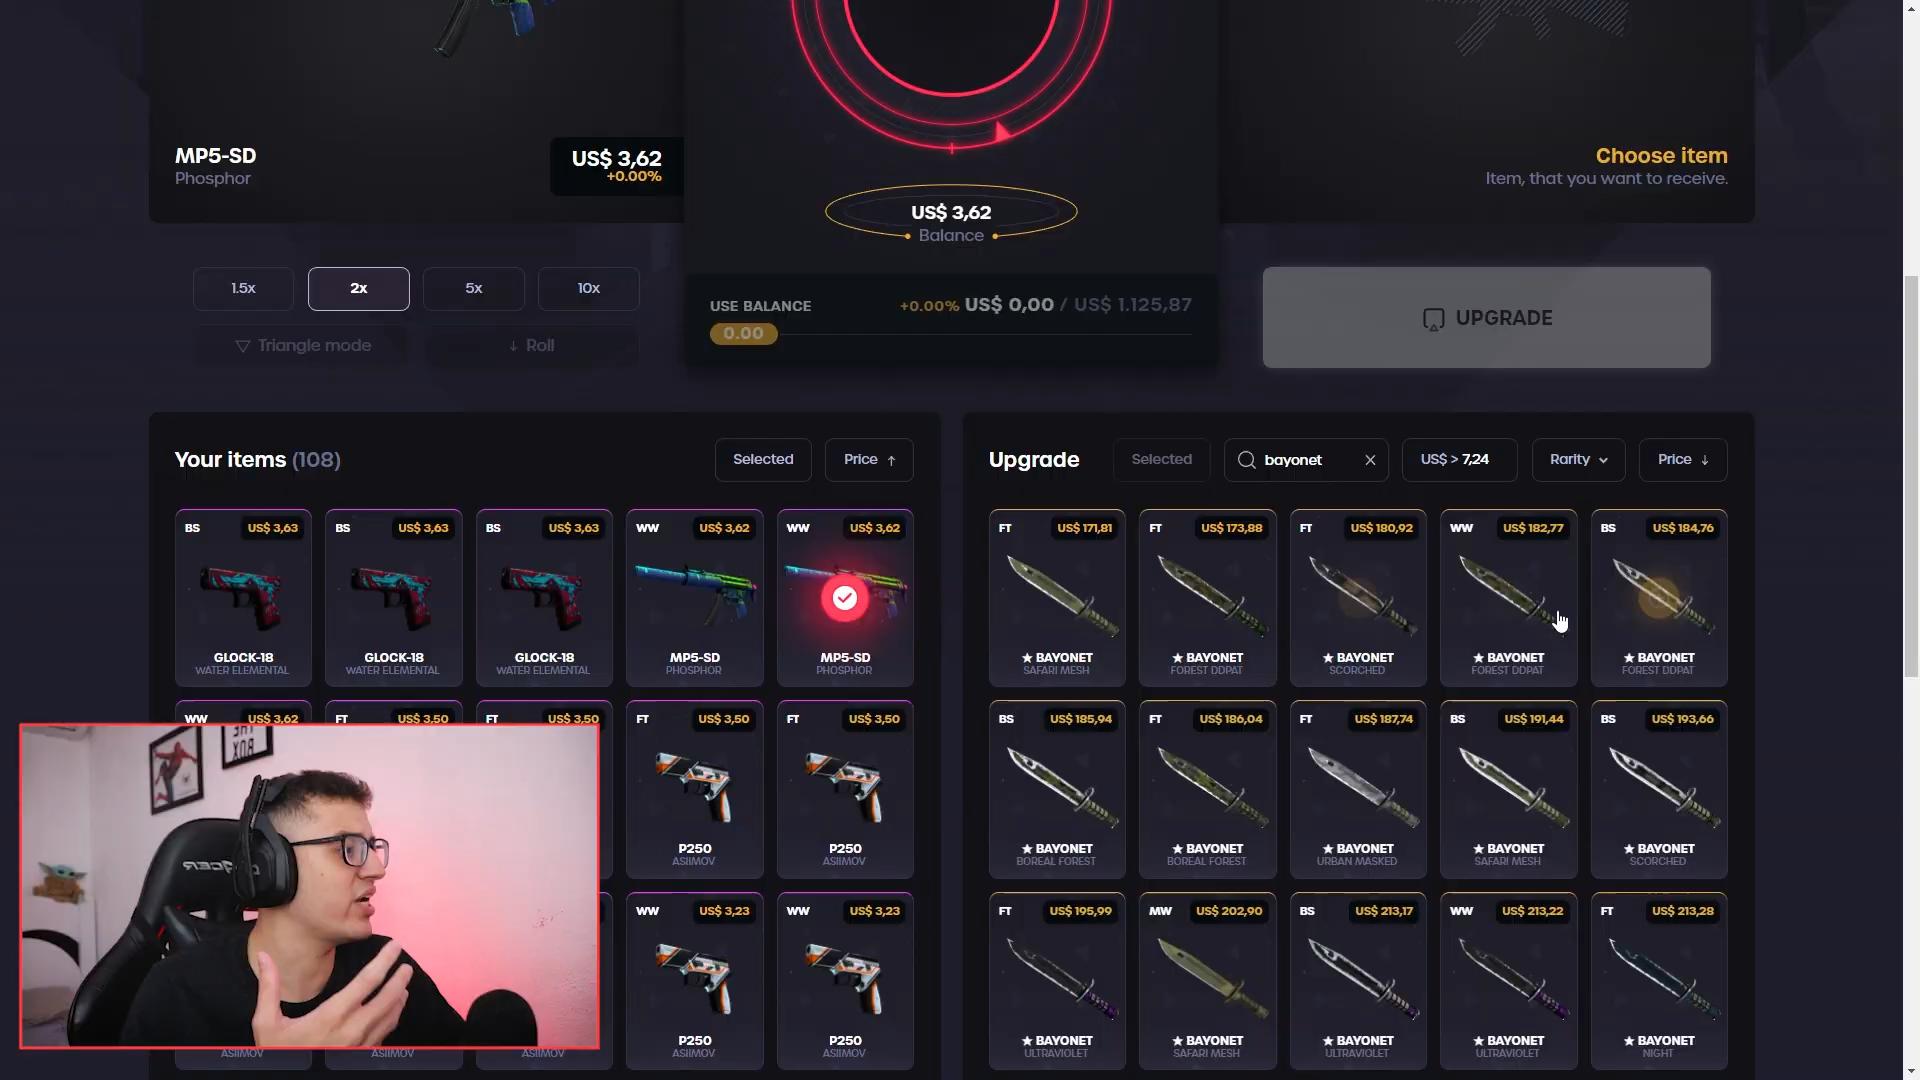 MP5-SD
Phosphor
US$ 3,62
+0.00%
US$ 3,62
Balance
Choose item
Item, that you want to receive.
1.5x
2x
5x
10x
Triangle mode
Roll
USE BALANCE
+0.00% US$ 0,00 / US$ 1.125,87
0.00
UPGRADE
Your items (108)
Selected
Price
BS US$ 3,63
GLOCK-18
WATER ELEMENTAL
BS US$ 3,63
GLOCK-18
WATER ELEMENTAL
BS US$ 3,63
GLOCK-18
WATER ELEMENTAL
WW US$ 3,62
MP5-SD
PHOSPHOR
WW US$ 3,62
MP5-SD
PHOSPHOR
WW US$ 3,62
FT US$ 3,50
FT US$ 3,50
FT US$ 3,50
P250
ASIIMOV
FT US$ 3,50
P250
ASIIMOV
WW US$ 3,23
P250
ASIIMOV
WW US$ 3,23
P250
ASIIMOV
ASIIMOV
ASIIMOV
ASIIMOV
THE
BOX
Upgrade
Selected
bayonet
US$ > 7,24
Rarity
Price
FT US$ 171,81
★ BAYONET
SAFARI MESH
FT US$ 173,88
★ BAYONET
FOREST DDPAT
FT US$ 180,92
★ BAYONET
SCORCHED
WW US$ 182,77
★ BAYONET
FOREST DDPAT
BS US$ 184,76
★ BAYONET
FOREST DDPAT
BS US$ 185,94
★ BAYONET
BOREAL FOREST
FT US$ 186,04
★ BAYONET
BOREAL FOREST
FT US$ 187,74
★ BAYONET
URBAN MASKED
BS US$ 191,44
★ BAYONET
SAFARI MESH
BS US$ 193,66
★ BAYONET
SCORCHED
FT US$ 195,99
★ BAYONET
ULTRAVIOLET
MW US$ 202,90
★ BAYONET
SAFARI MESH
BS US$ 213,17
★ BAYONET
ULTRAVIOLET
WW US$ 213,22
★ BAYONET
ULTRAVIOLET
FT US$ 213,28
★ BAYONET
NIGHT